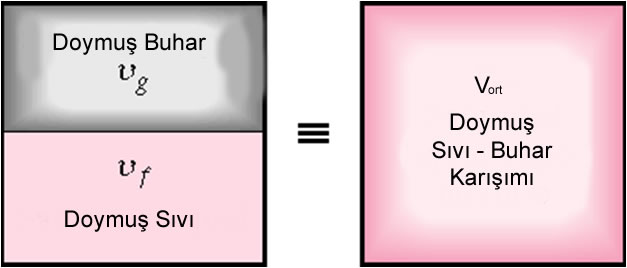 Doymuş Buhar
υg
υf
Doymuş Sıvı
≡
Vort
Doymuş
Sıvı - Buhar
Karışımı